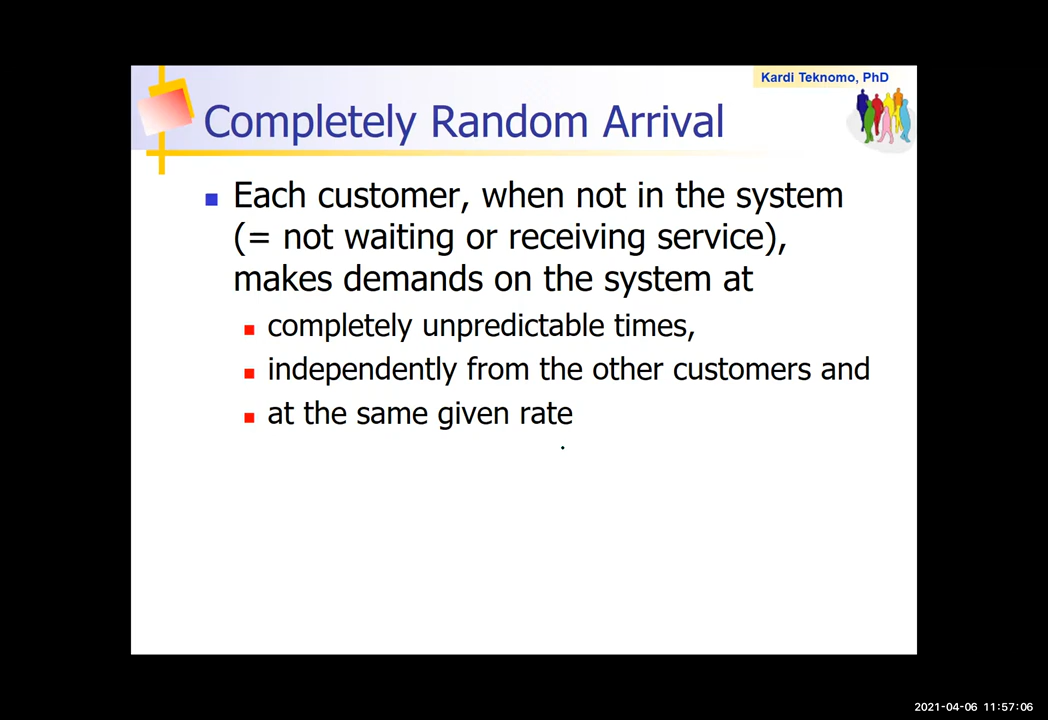 Kardi Teknomo, PhD
Completely Random Arrival
Each customer, when not in the system
(= not waiting or receiving service),
makes demands on the system at
completely unpredictable times,
independently from the other customers and
at the same given rate
2021-04-06 11:57:06